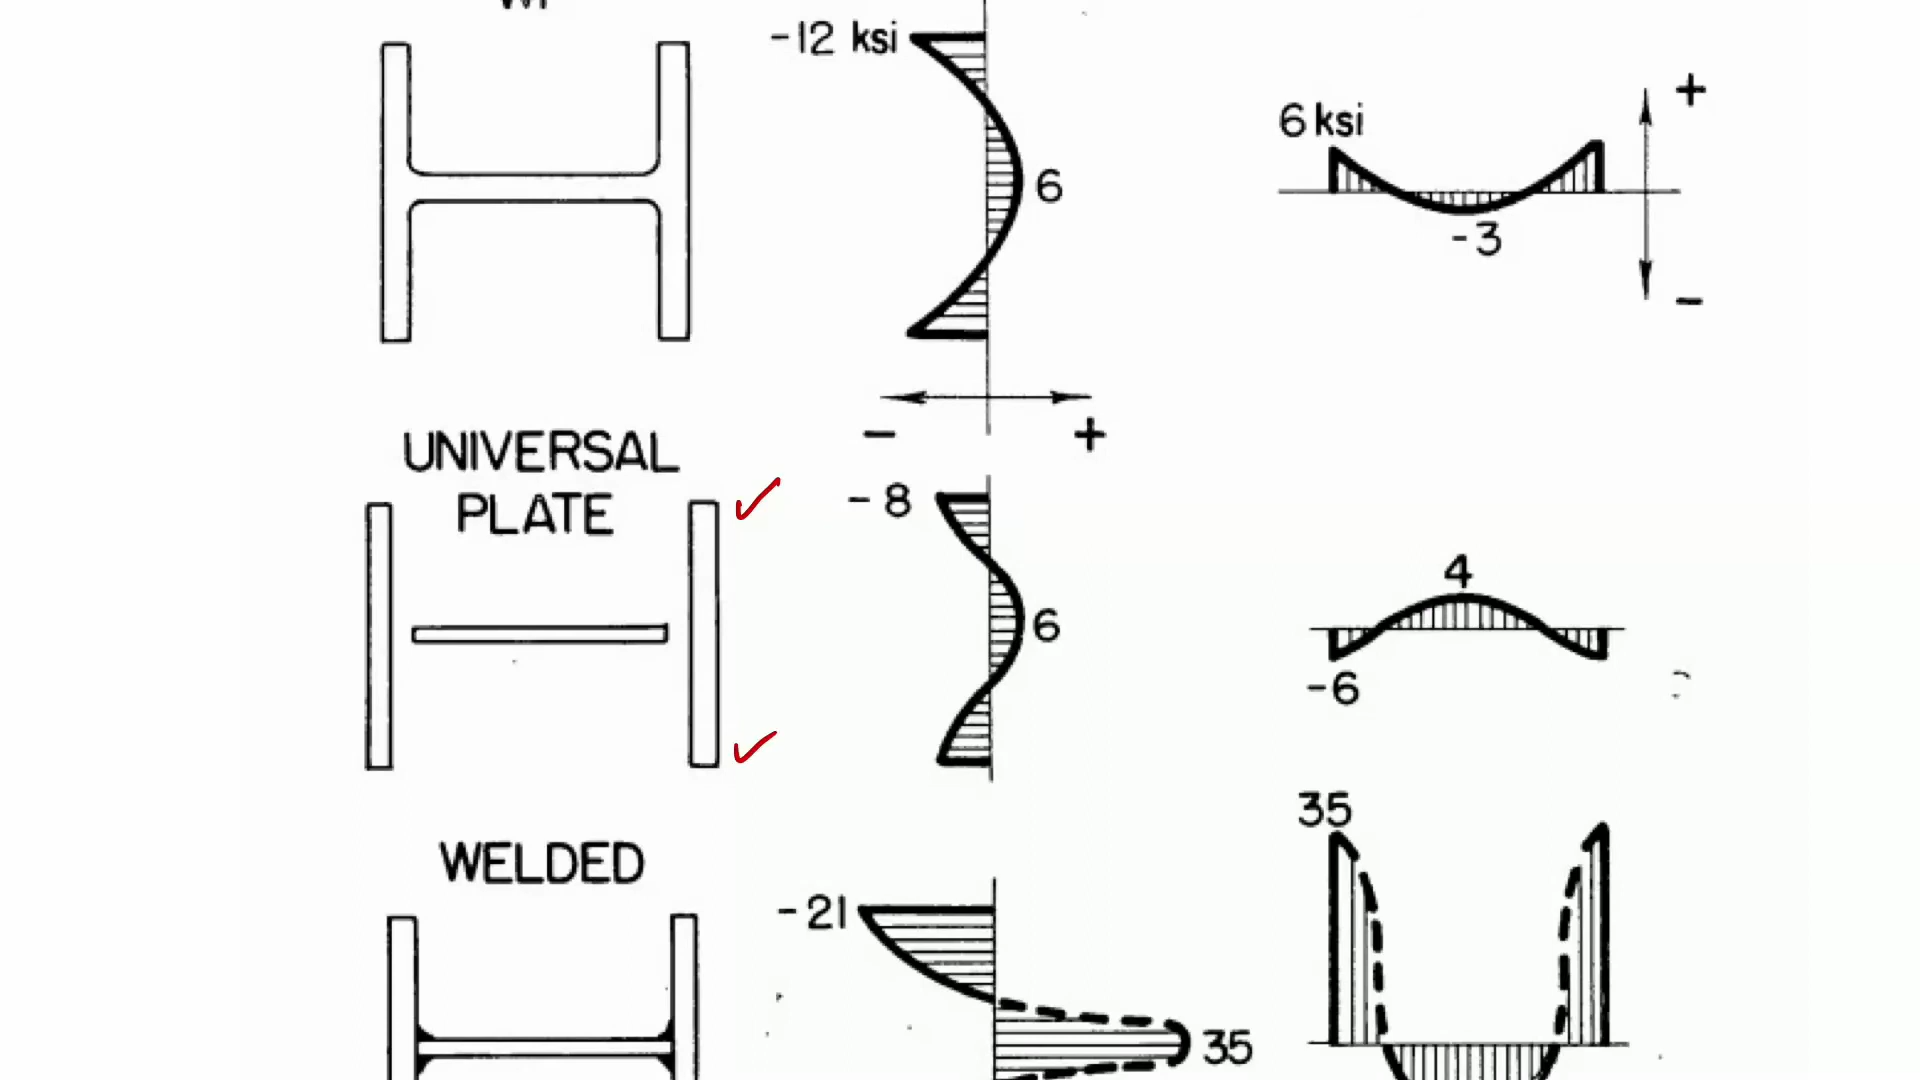 -12 ksi
6 ksi
+
6
-3
-
- +
UNIVERSAL
PLATE
-8
4
6
-6
35
WELDED
-21
35